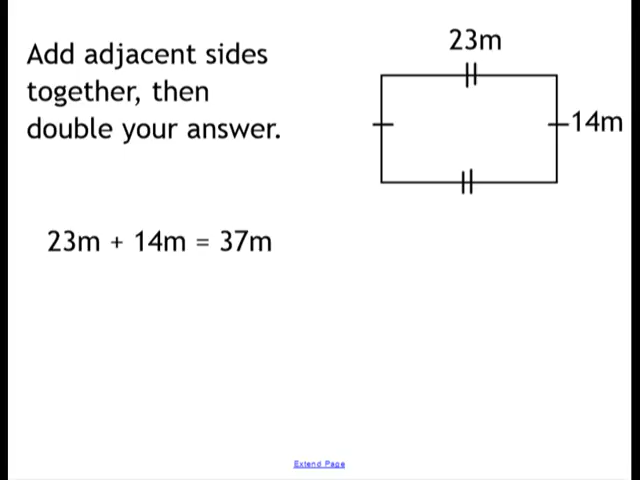 Add adjacent sides
together, then
double your answer.
23m
14m
23m + 14m = 37m
Extend Page